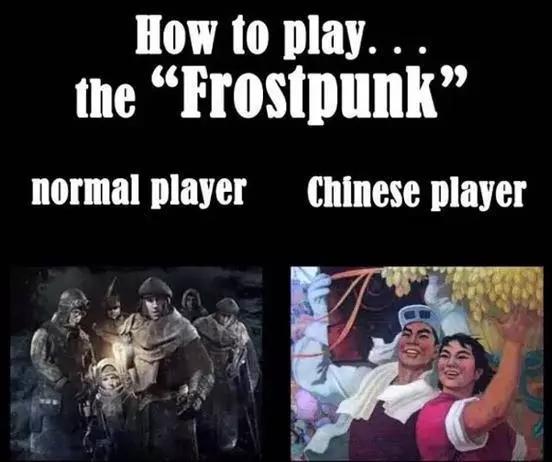 How to play. . .
the “Frostpunk”
normal player
Chinese player